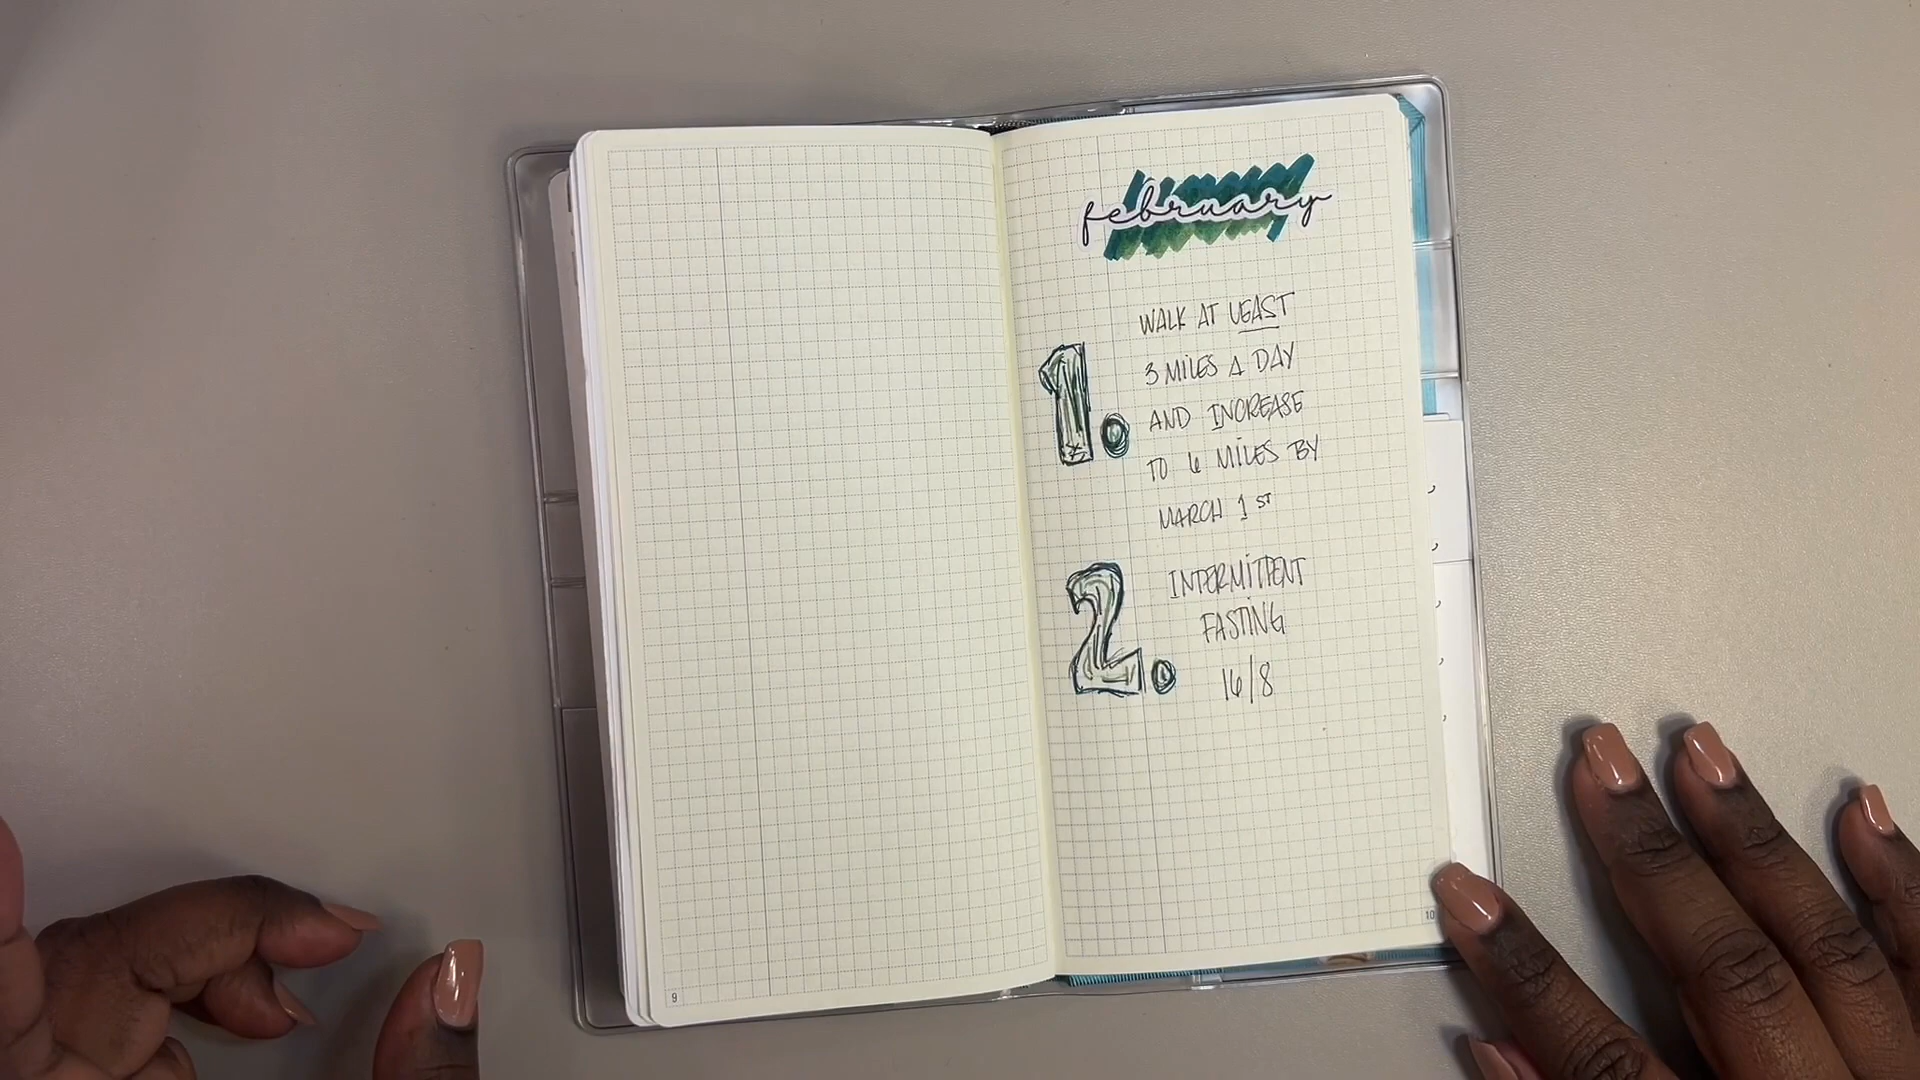 february
1.
WALK AT LEAST
3 MILES A DAY
AND INCREASE
TO 6 MILES BY
MARCH 1ST
2.
INTERMITTENT
FASTING
16/8
9
10